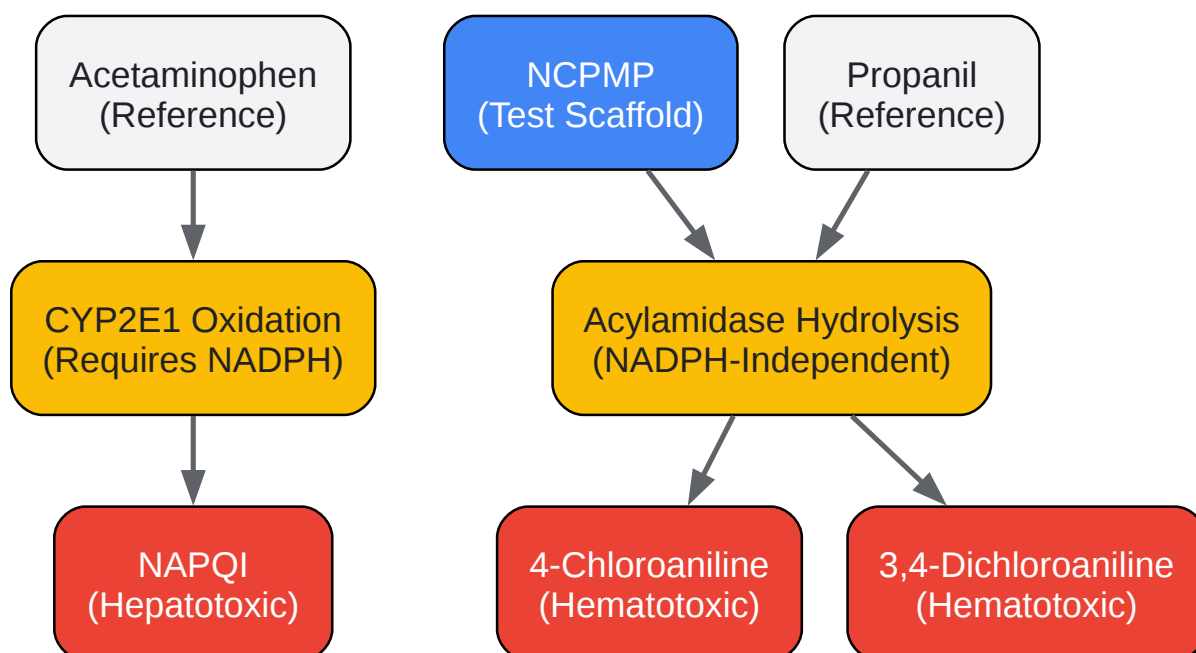 Acetaminophen
(Reference)
NCPMP
(Test Scaffold)
Propanil
(Reference)
CYP2E1 Oxidation
(Requires NADPH)
Acylamidase Hydrolysis
(NADPH-Independent)
NAPQI
(Hepatotoxic)
4-Chloroaniline
(Hematotoxic)
3,4-Dichloroaniline
(Hematotoxic)